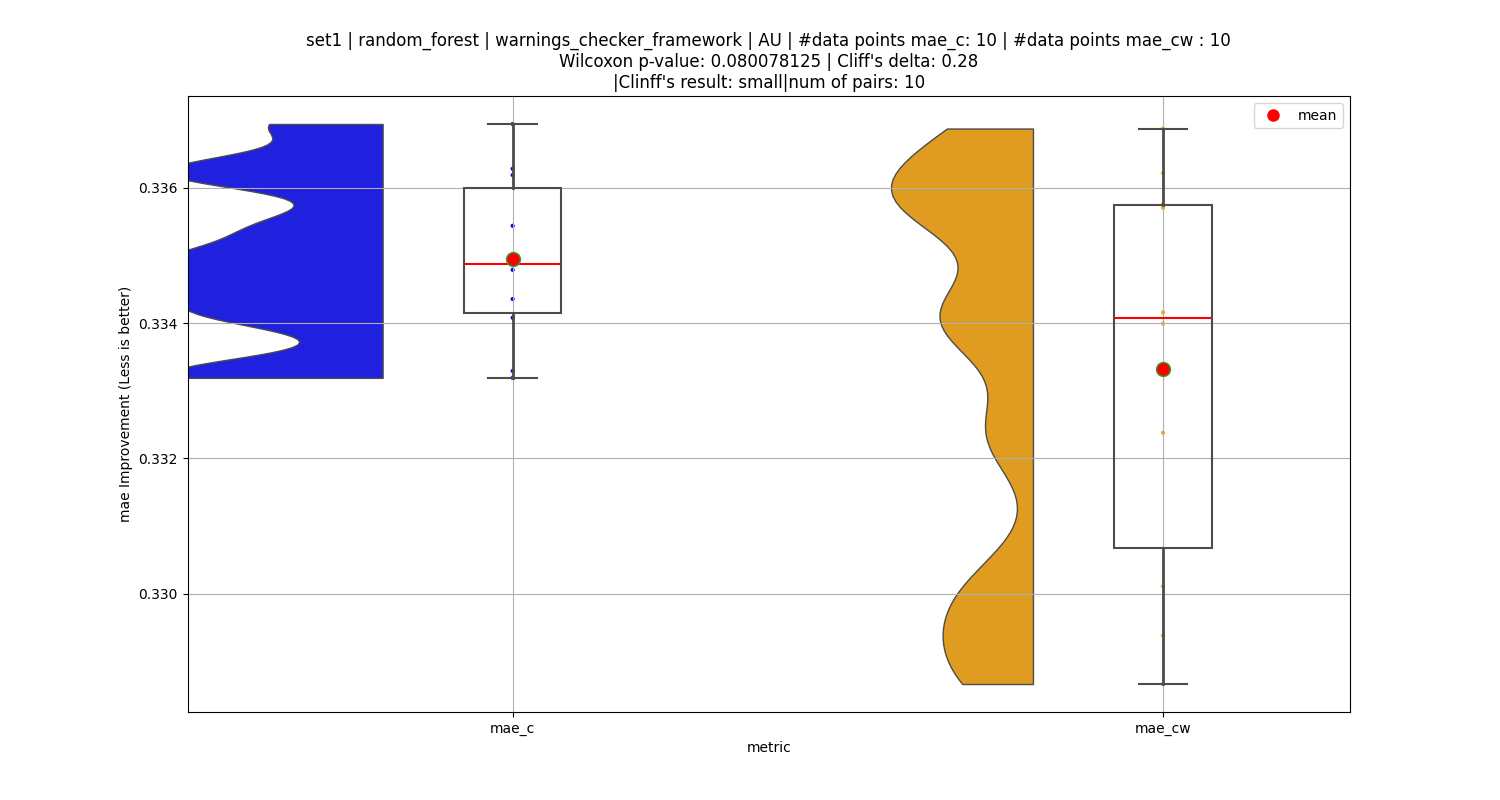 set1 | random_forest | warnings_checker_framework | AU | #data points mae_c: 10 | #data points mae_cw : 10
Wilcoxon p-value: 0.080078125 | Cliff's delta: 0.28
|Clinff's result: small|num of pairs: 10
mean
0.336
0.334
0.332
0.330
mae Improvement (Less is better)
mae_c
mae_cw
metric